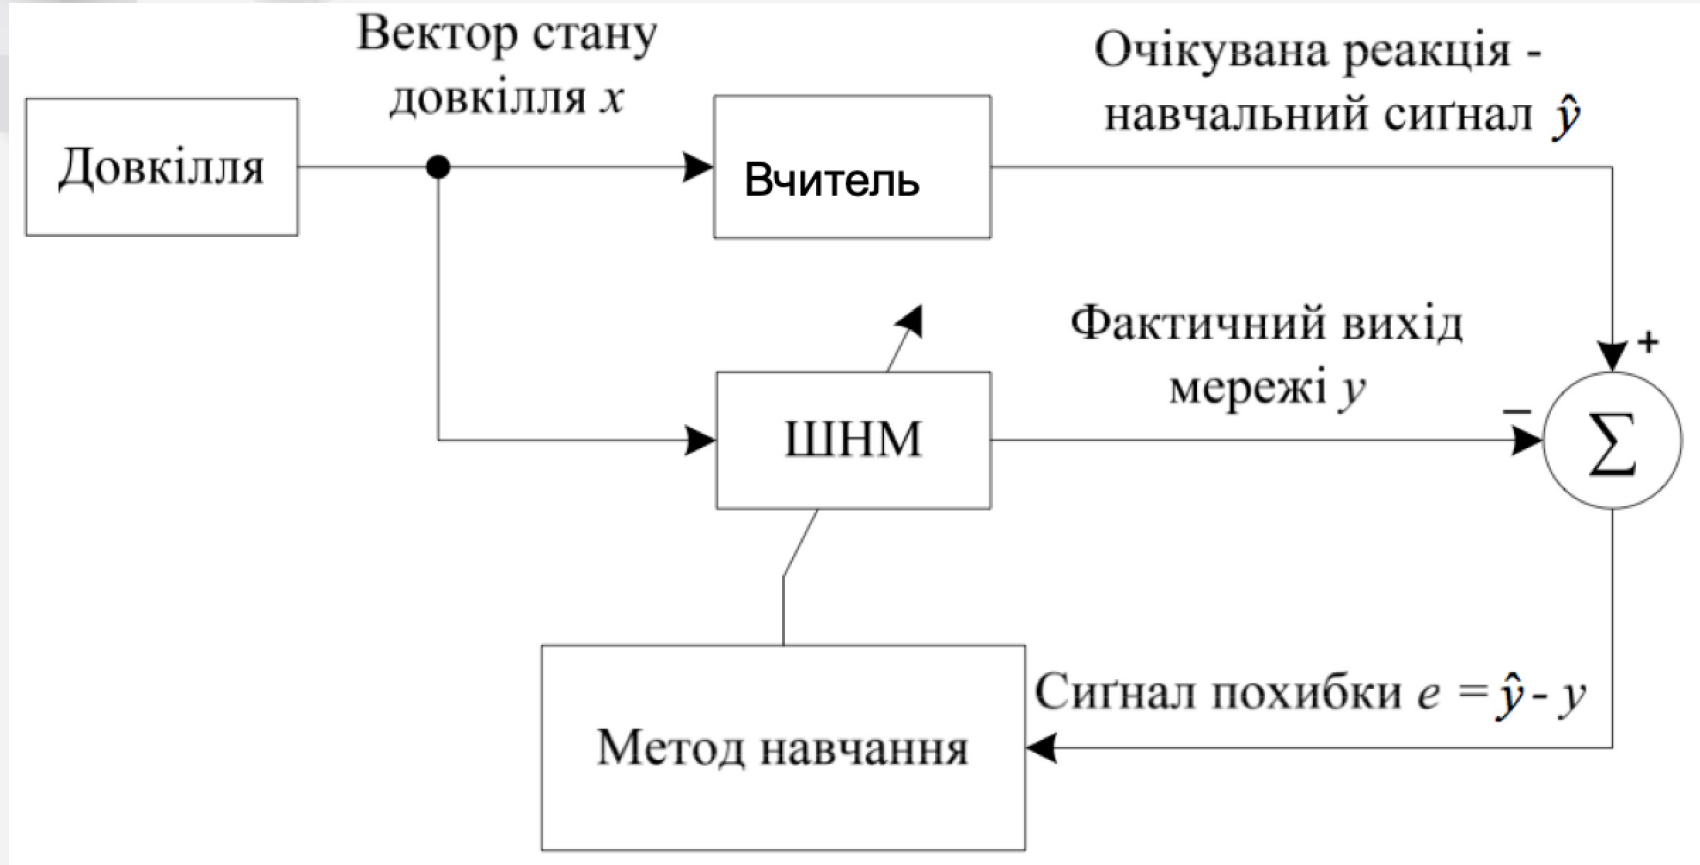 Вектор стану
довкілля x
Очікувана реакція -
навчальний сиґнал ŷ
Довкілля
Вчитель
Фактичний вихід
мережі y
+
−
ШНМ
∑
Сиґнал похибки e = ŷ - y
Метод навчання